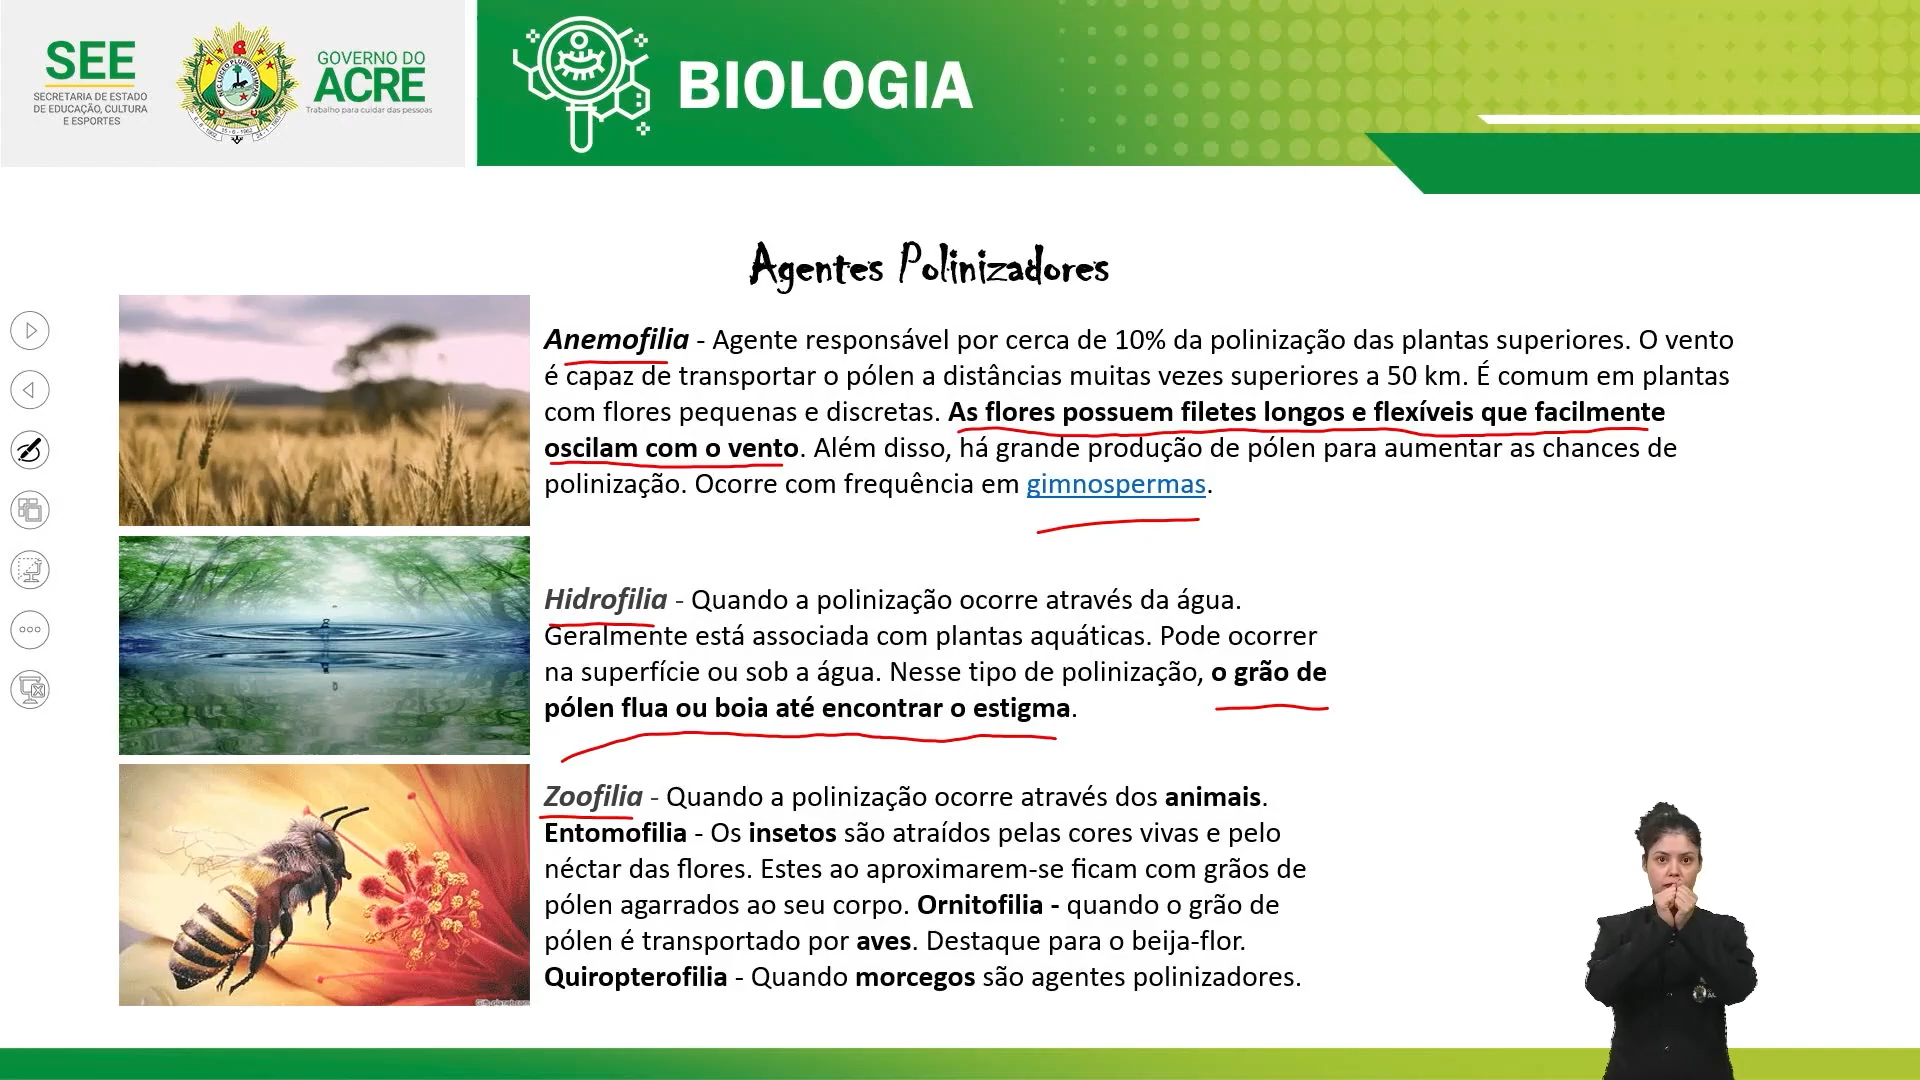 SEE
SECRETARIA DE ESTADO
DE EDUCAÇÃO, CULTURA
E ESPORTES
GOVERNO DO
ACRE
Trabalho para cuidar das pessoas
BIOLOGIA
Agentes Polinizadores
Anemofilia - Agente responsável por cerca de 10% da polinização das plantas superiores. O vento
é capaz de transportar o pólen a distâncias muitas vezes superiores a 50 km. É comum em plantas
com flores pequenas e discretas. As flores possuem filetes longos e flexíveis que facilmente
oscilam com o vento. Além disso, há grande produção de pólen para aumentar as chances de
polinização. Ocorre com frequência em gimnospermas.
Hidrofilia - Quando a polinização ocorre através da água.
Geralmente está associada com plantas aquáticas. Pode ocorrer
na superfície ou sob a água. Nesse tipo de polinização, o grão de
pólen flua ou boia até encontrar o estigma.
Zoofilia - Quando a polinização ocorre através dos animais.
Entomofilia - Os insetos são atraídos pelas cores vivas e pelo
néctar das flores. Estes ao aproximarem-se ficam com grãos de
pólen agarrados ao seu corpo. Ornitofilia - quando o grão de
pólen é transportado por aves. Destaque para o beija-flor.
Quiropterofilia - Quando morcegos são agentes polinizadores.